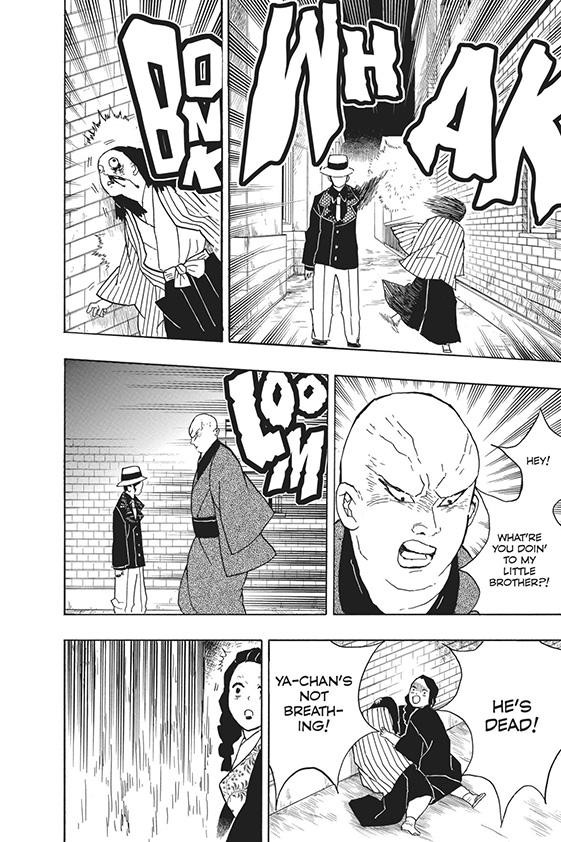 WHAK
BONK
HEY!
WHAT'RE
YOU DOIN'
TO MY
LITTLE
BROTHER?!
LOOM
HE'S
DEAD!
YA-CHAN'S
NOT
BREATH-
ING!